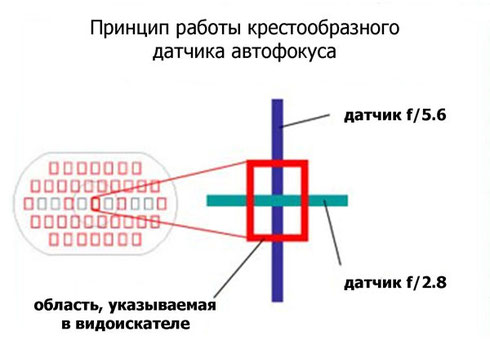 Принцип работы крестообразного
датчика автофокуса
датчик f/5.6
датчик f/2.8
область, указываемая
в видоискателе